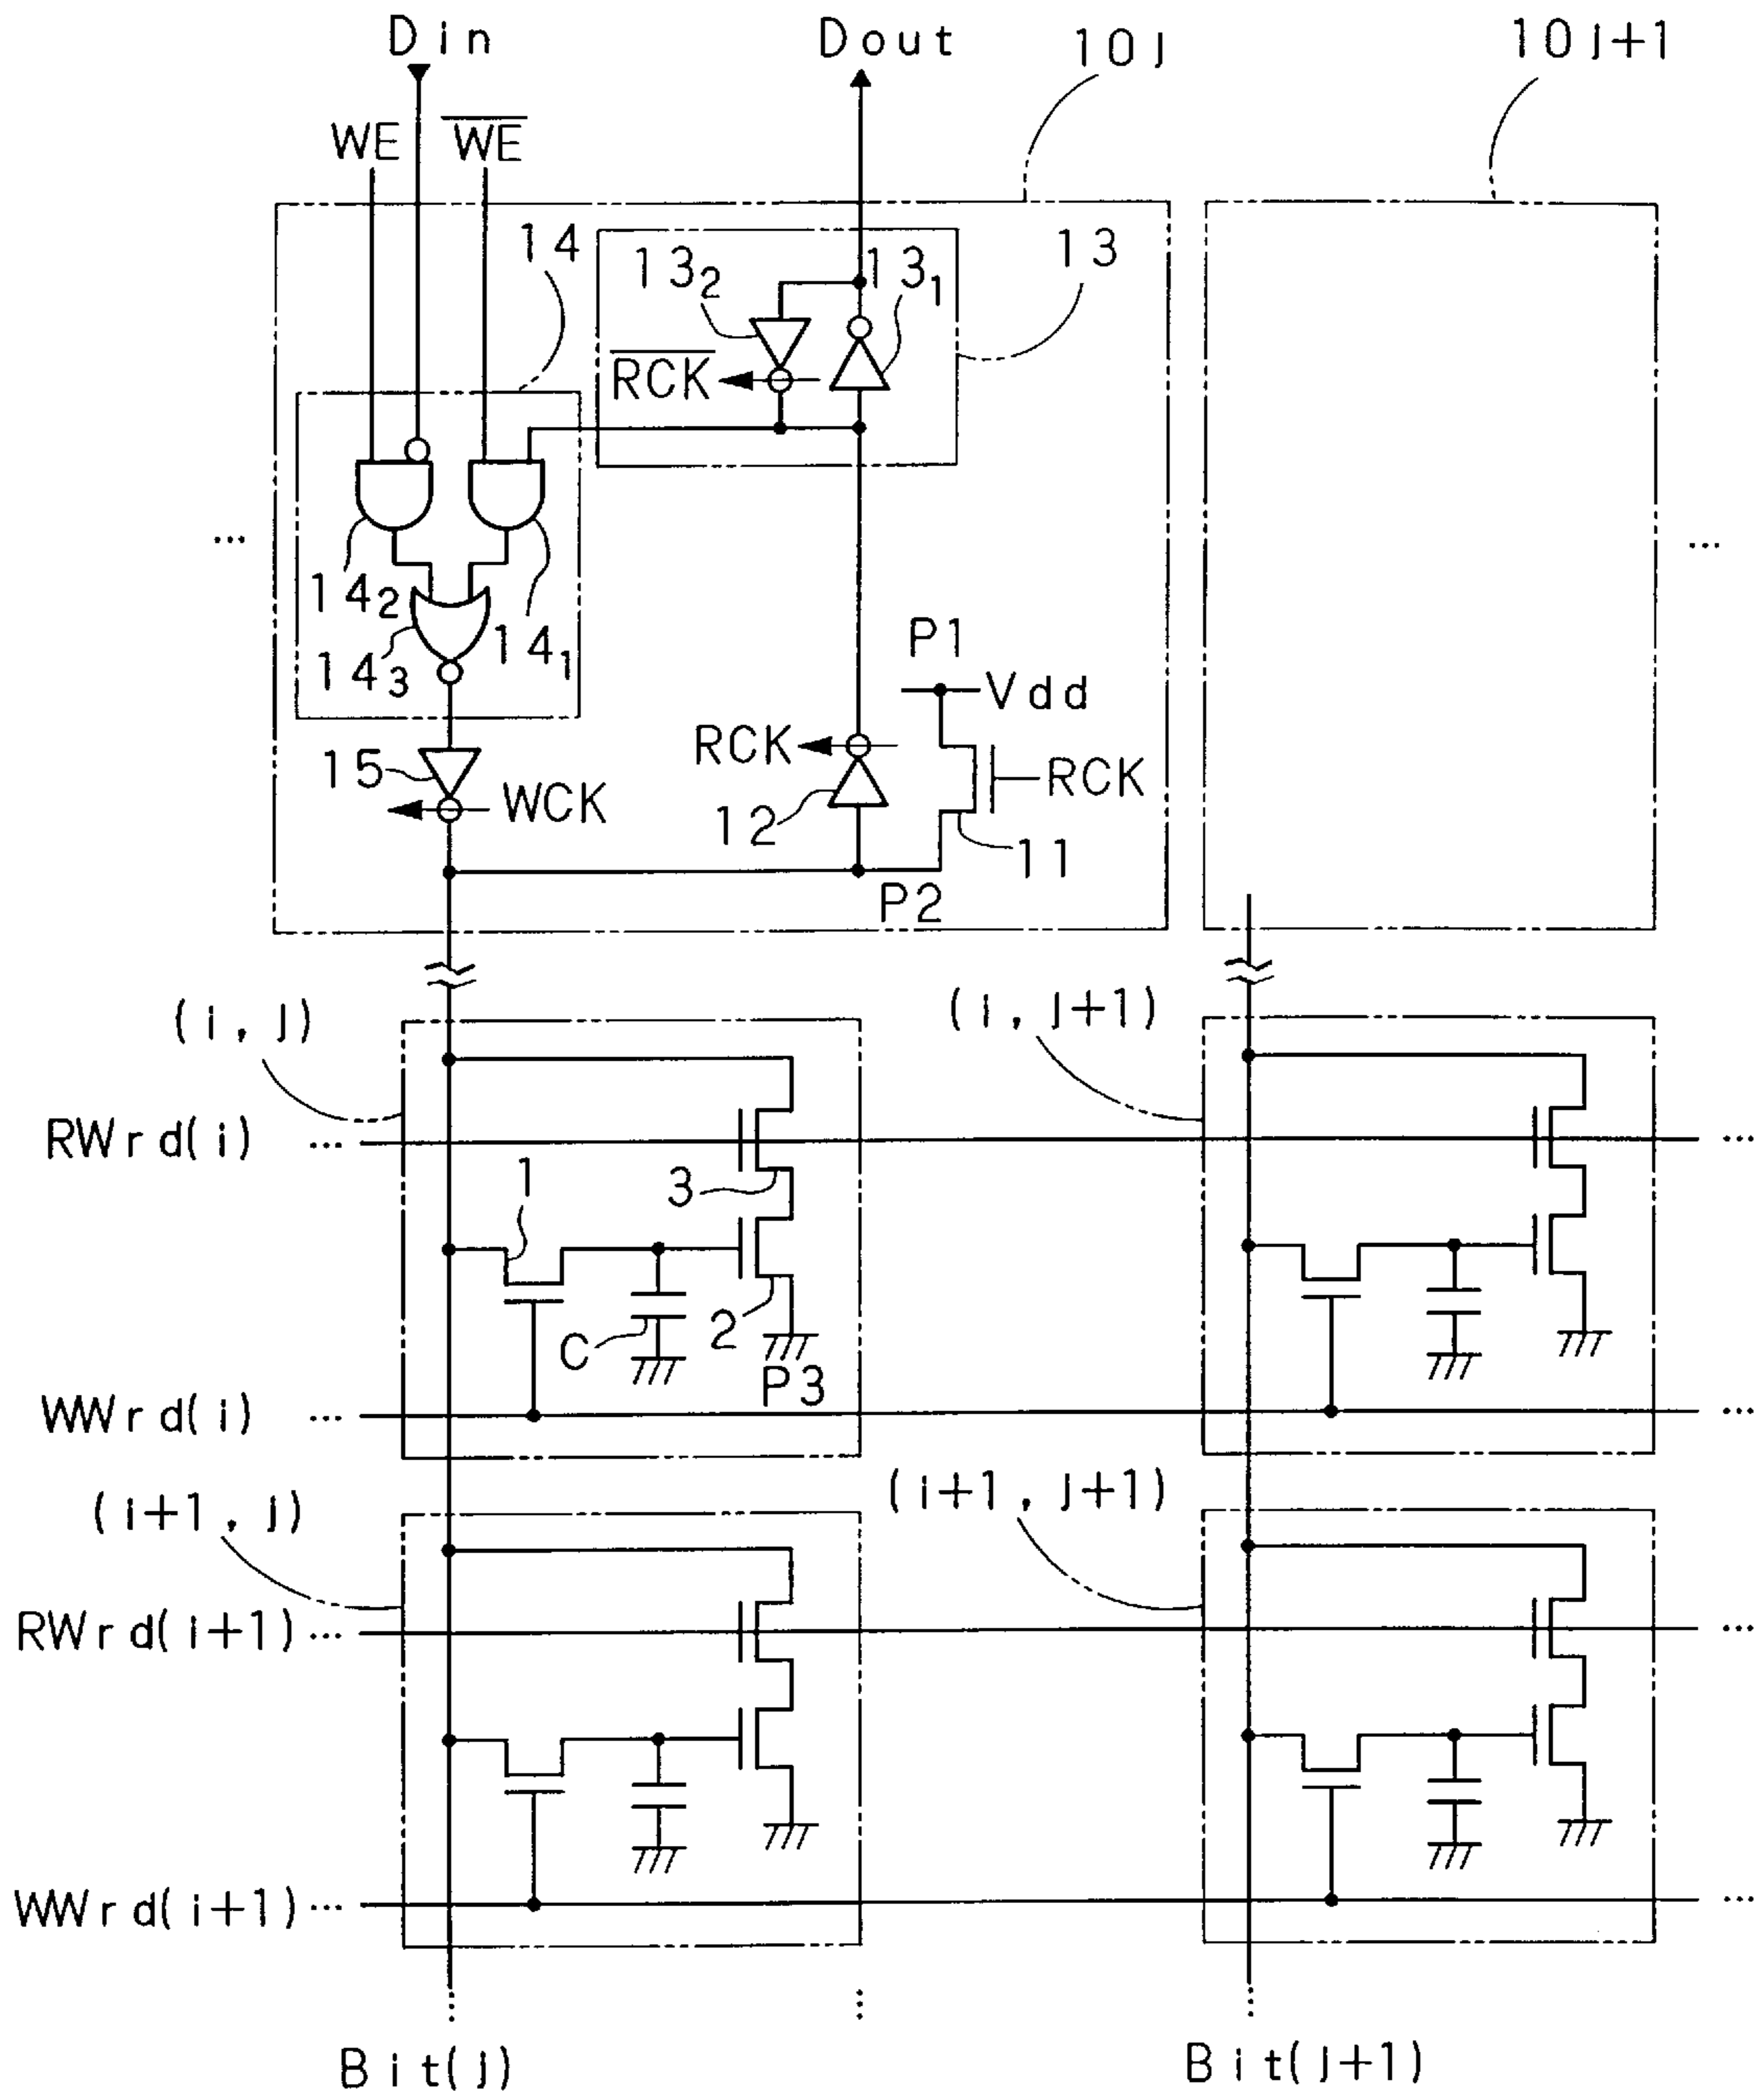 Din
Dout
10j
10j+1
WE
W̅E̅
14
13₂
13₁
13
R̅C̅K̅
...
14₂
14₁
14₃
...
P1
Vdd
RCK
RCK
15
WCK
12
11
P2
(i, j)
(i, j+1)
RWrd(i) ...
...
1
3
C
2
P3
WWrd(i) ...
...
(i+1, j)
(i+1, j+1)
RWrd(i+1)...
...
WWrd(i+1)...
...
Bit(j)
Bit(j+1)